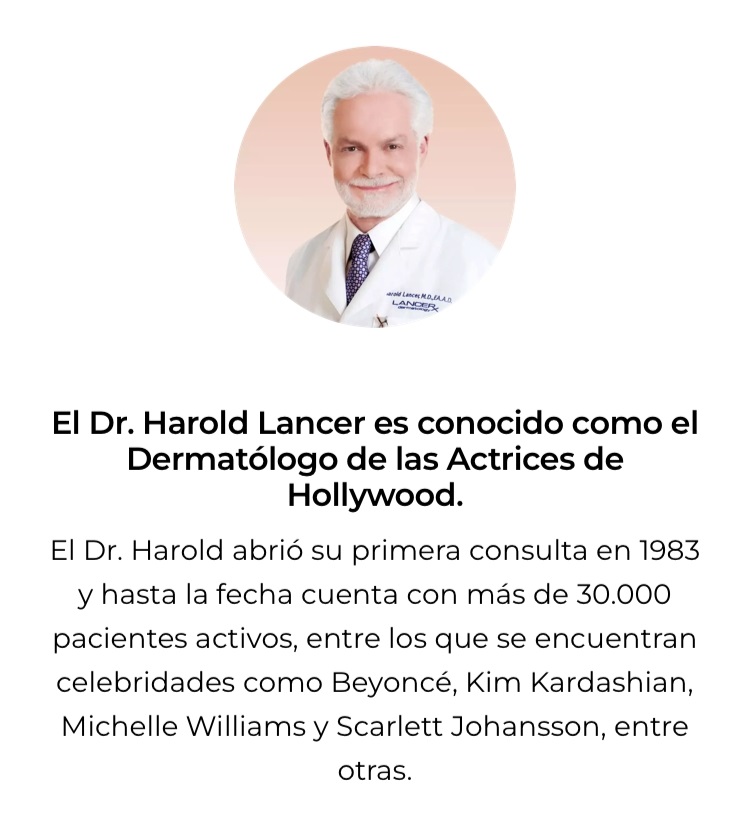 arold Lancer, M.D., F.A.A.D.
LANCER
dermatology
El Dr. Harold Lancer es conocido como el
Dermatólogo de las Actrices de
Hollywood.
El Dr. Harold abrió su primera consulta en 1983
y hasta la fecha cuenta con más de 30.000
pacientes activos, entre los que se encuentran
celebridades como Beyoncé, Kim Kardashian,
Michelle Williams y Scarlett Johansson, entre
otras.